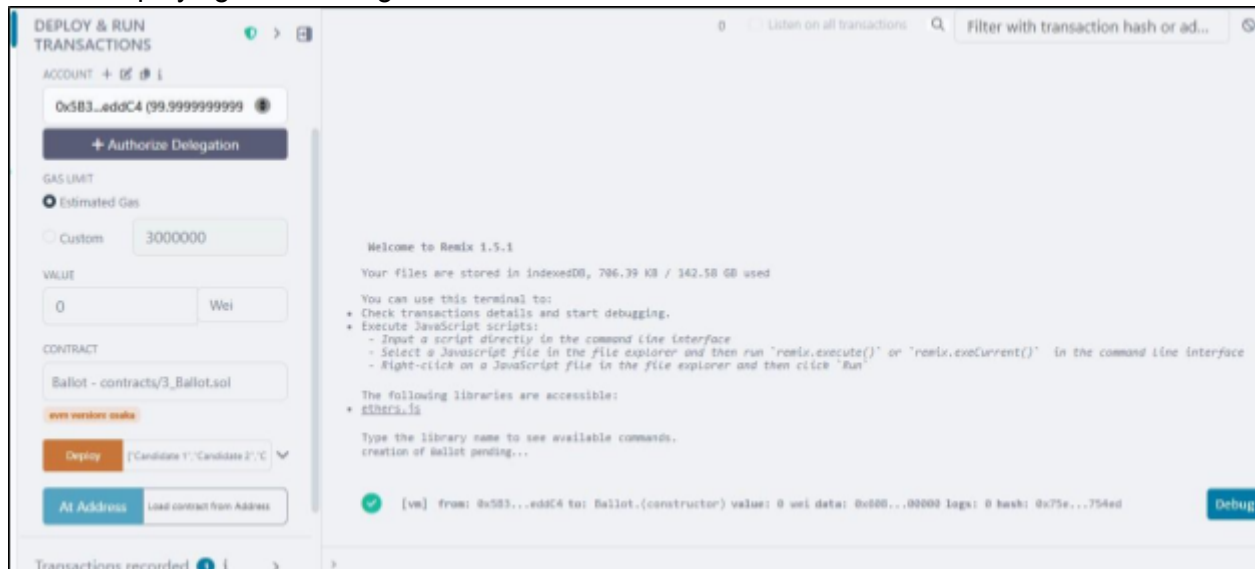 DEPLOY & RUN
TRANSACTIONS
ACCOUNT
0x5B3...eddC4 (99.9999999999
+ Authorize Delegation
GAS LIMIT
Estimated Gas
Custom 3000000
VALUE
0 Wei
CONTRACT
Ballot - contracts/3_Ballot.sol
evm version: osaka
Deploy ["Candidate 1","Candidate 2","C
At Address Load contract from Address
Transactions recorded 1 i
0 Listen on all transactions Filter with transaction hash or ad...
Welcome to Remix 1.5.1
Your files are stored in indexedDB, 706.39 KB / 142.58 GB used
You can use this terminal to:
• Check transactions details and start debugging.
• Execute JavaScript scripts:
- Input a script directly in the command line interface
- Select a Javascript file in the file explorer and then run `remix.execute()` or `remix.exeCurrent()` in the command line interface
- Right-click on a JavaScript file in the file explorer and then click `Run`
The following libraries are accessible:
• ethers.js
Type the library name to see available commands.
creation of Ballot pending...
[vm] from: 0x5B3...eddC4 to: Ballot.(constructor) value: 0 wei data: 0x608...00000 logs: 0 hash: 0x75e...754ed
Debug
>